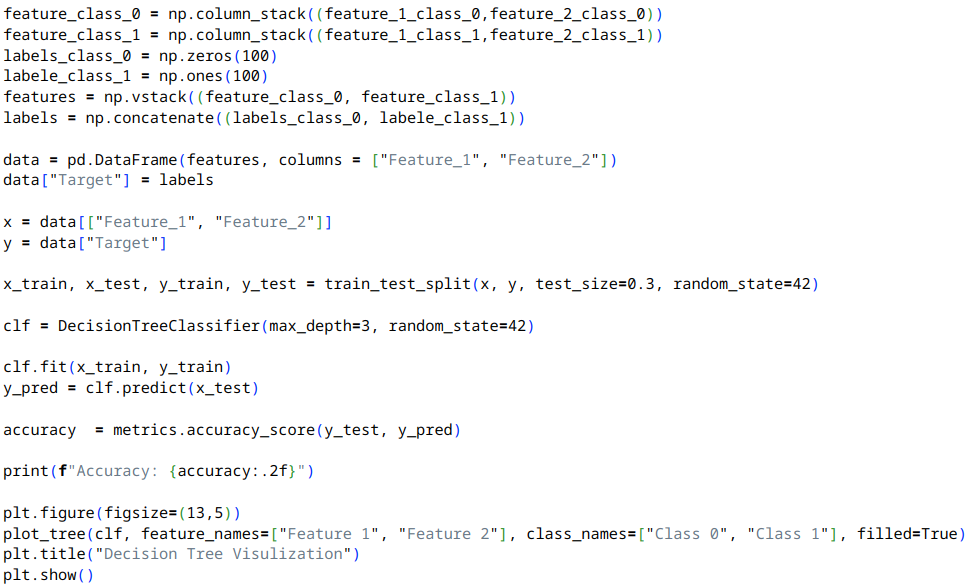 feature_class_0 = np.column_stack((feature_1_class_0,feature_2_class_0))
feature_class_1 = np.column_stack((feature_1_class_1,feature_2_class_1))
labels_class_0 = np.zeros(100)
labele_class_1 = np.ones(100)
features = np.vstack((feature_class_0, feature_class_1))
labels = np.concatenate((labels_class_0, labele_class_1))
data = pd.DataFrame(features, columns = ["Feature_1", "Feature_2"])
data["Target"] = labels
x = data[["Feature_1", "Feature_2"]]
y = data["Target"]
x_train, x_test, y_train, y_test = train_test_split(x, y, test_size=0.3, random_state=42)
clf = DecisionTreeClassifier(max_depth=3, random_state=42)
clf.fit(x_train, y_train)
y_pred = clf.predict(x_test)
accuracy  = metrics.accuracy_score(y_test, y_pred)
print(f"Accuracy: {accuracy:.2f}")
plt.figure(figsize=(13,5))
plot_tree(clf, feature_names=["Feature 1", "Feature 2"], class_names=["Class 0", "Class 1"], filled=True)
plt.title("Decision Tree Visulization")
plt.show()